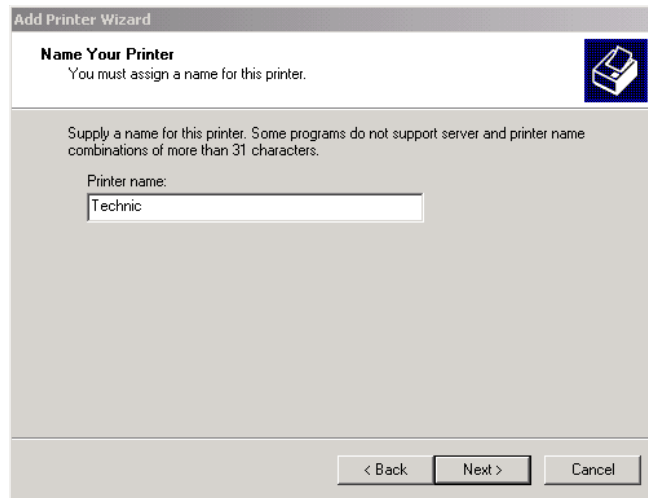 Add Printer Wizard
Name Your Printer
You must assign a name for this printer.
Supply a name for this printer. Some programs do not support server and printer name
combinations of more than 31 characters.
Printer name:
Technic
< Back
Next >
Cancel